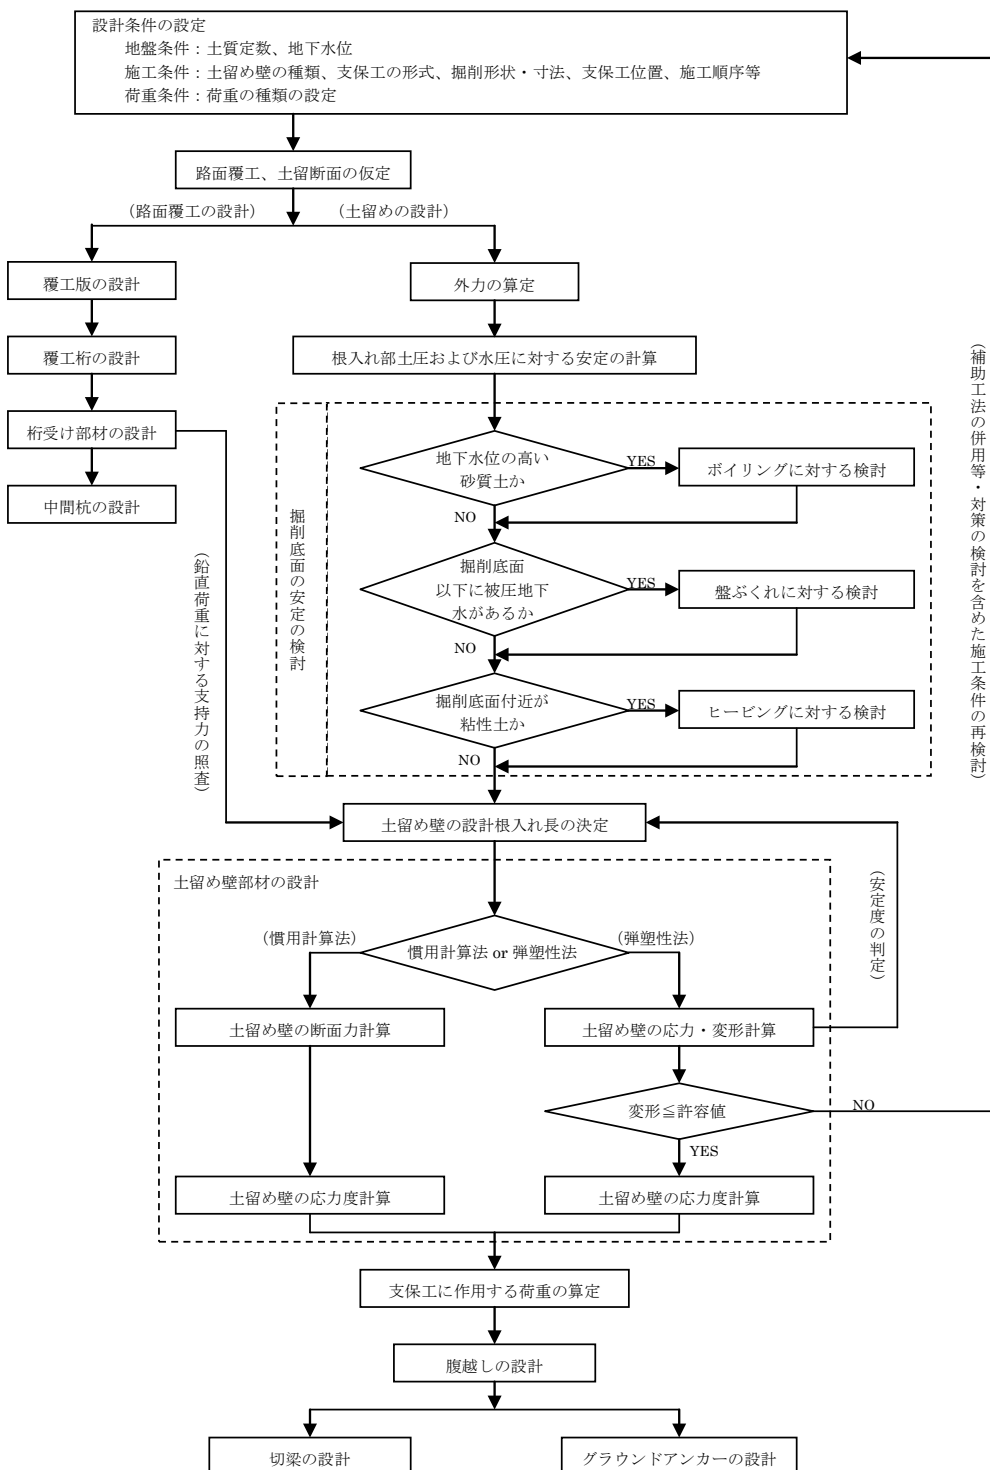 設計条件の設定
地盤条件：土質定数、地下水位
施工条件：土留め壁の種類、支保工の形式、掘削形状・寸法、支保工位置、施工順序等
荷重条件：荷重の種類の設定
路面覆工、土留断面の仮定
（路面覆工の設計）
（土留めの設計）
覆工版の設計
外力の算定
覆工桁の設計
根入れ部土圧および水圧に対する安定の計算
桁受け部材の設計
中間杭の設計
（鉛直荷重に対する支持力の照査）
掘削底面の安定の検討
地下水位の高い
砂質土か
YES
ボイリングに対する検討
NO
掘削底面
以下に被圧地下
水があるか
YES
盤ぶくれに対する検討
NO
掘削底面付近が
粘性土か
YES
ヒービングに対する検討
NO
（補助工法の併用等・対策の検討を含めた施工条件の再検討）
土留め壁の設計根入れ長の決定
土留め壁部材の設計
（慣用計算法）
慣用計算法 or 弾塑性法
（弾塑性法）
（安定度の判定）
土留め壁の断面力計算
土留め壁の応力・変形計算
変形≦許容値
NO
YES
土留め壁の応力度計算
土留め壁の応力度計算
支保工に作用する荷重の算定
腹越しの設計
切梁の設計
グラウンドアンカーの設計